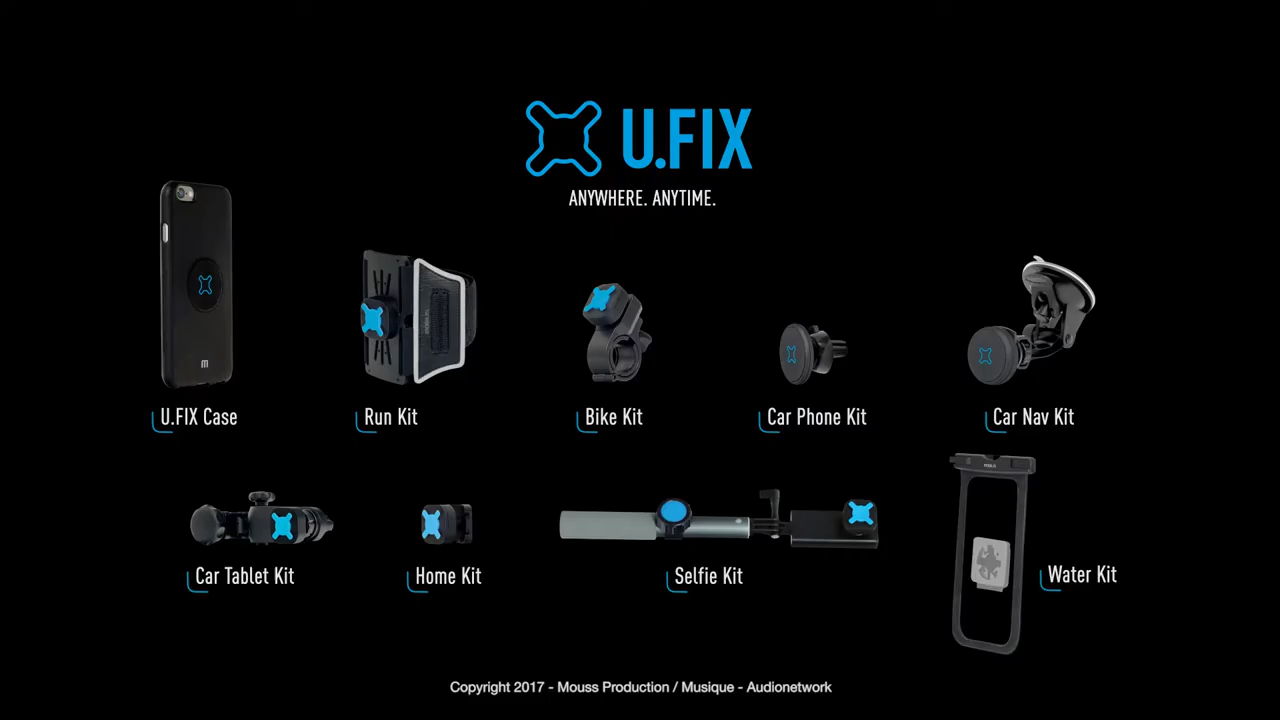 U.FIX
ANYWHERE. ANYTIME.
U.FIX Case
Run Kit
Bike Kit
Car Phone Kit
Car Nav Kit
Car Tablet Kit
Home Kit
Selfie Kit
Water Kit
Copyright 2017 - Mouss Production / Musique - Audionetwork